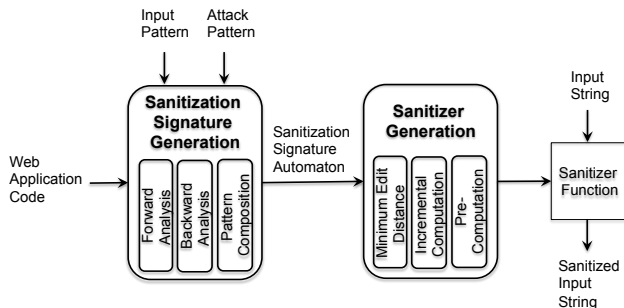 Input
Pattern
Attack
Pattern
Sanitization
Signature
Generation
Forward
Analysis
Backward
Analysis
Pattern
Composition
Web
Application
Code
Sanitization
Signature
Automaton
Sanitizer
Generation
Minimum Edit
Distance
Incremental
Computation
Pre-
Computation
Input
String
Sanitizer
Function
Sanitized
Input
String